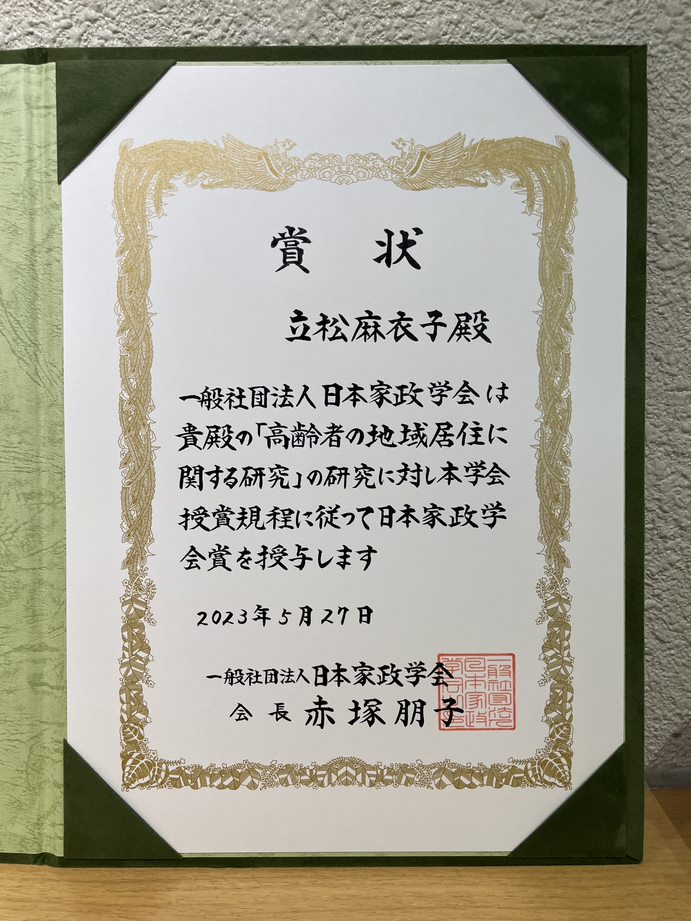 賞状
立松麻衣子殿
一般社団法人日本家政学会は
貴殿の「高齢者の地域居住に
関する研究」の研究に対し本学会
授賞規程に従って日本家政学
会賞を授与します
2023年5月27日
一般社団法人日本家政学会
会長 赤塚朋子